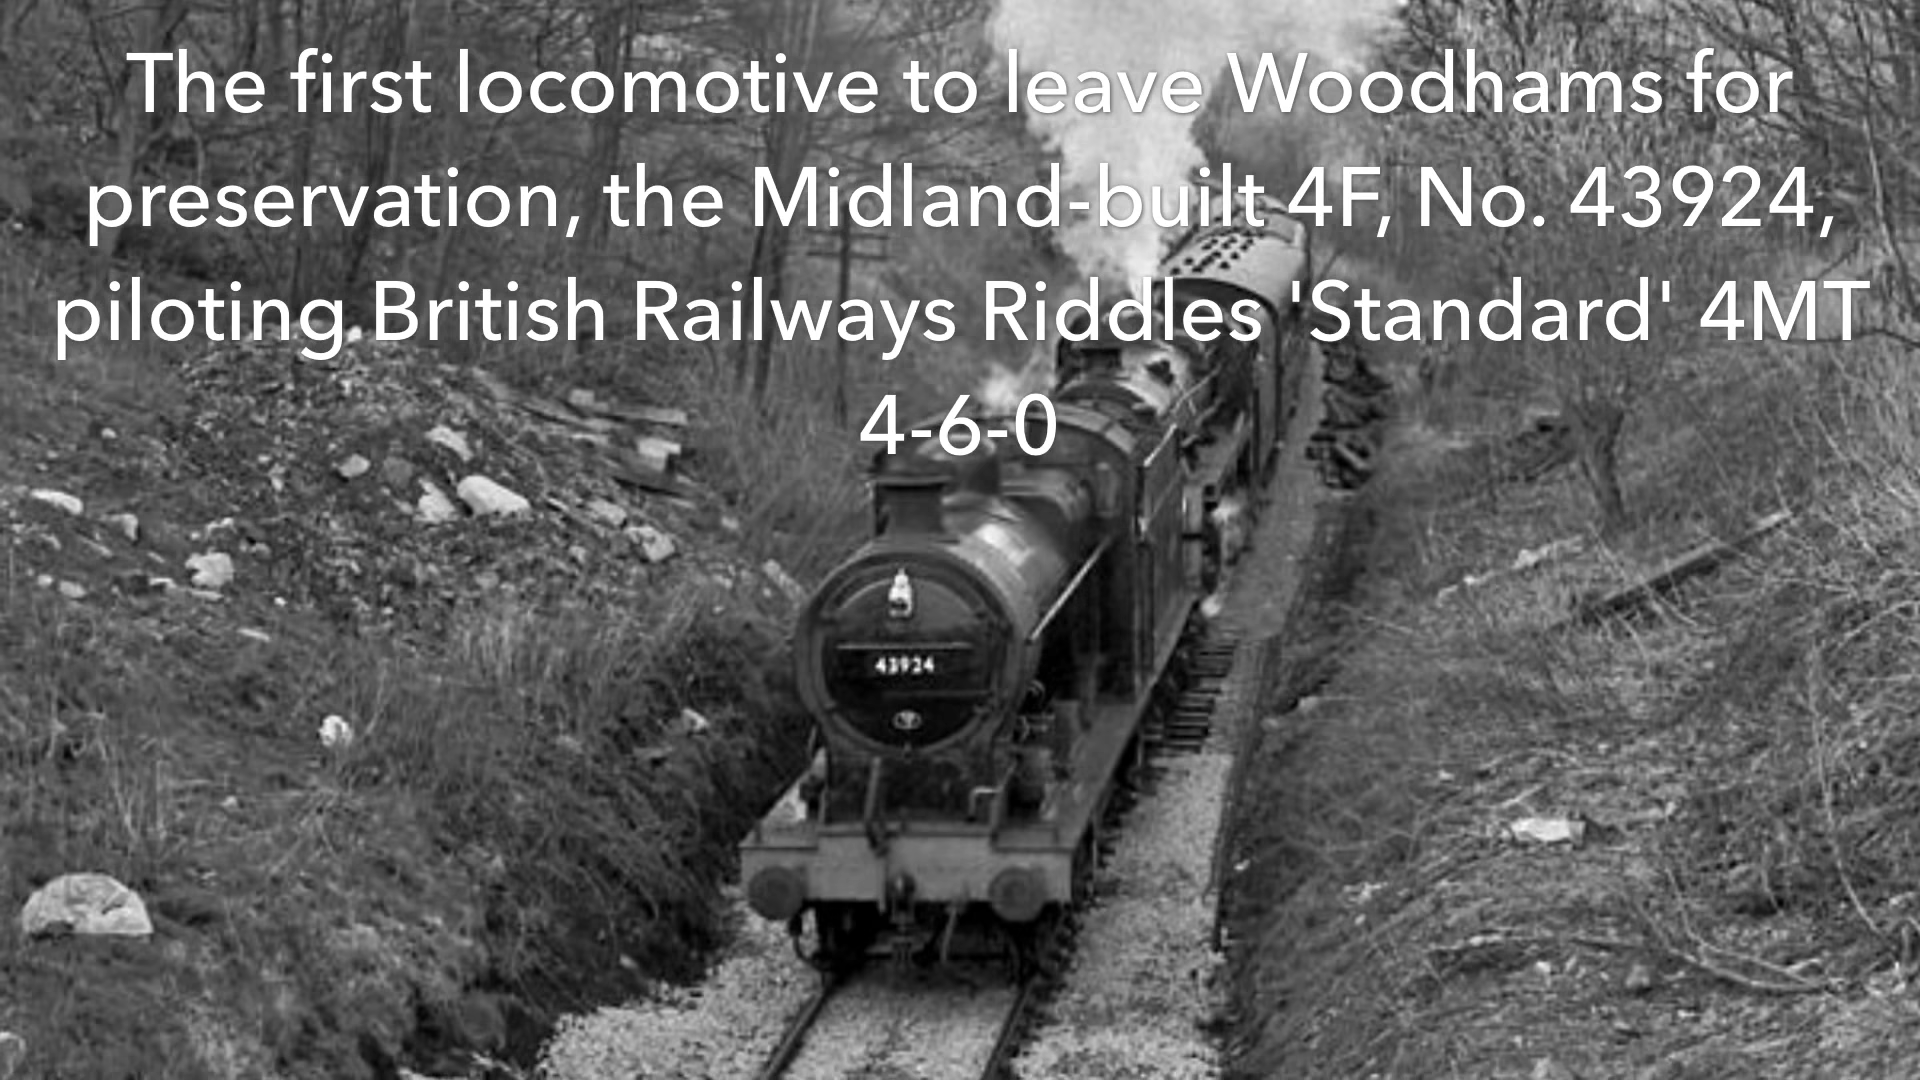 The first locomotive to leave Woodhams for
preservation, the Midland-built 4F, No. 43924,
piloting British Railways Riddles 'Standard' 4MT
4-6-0
43924